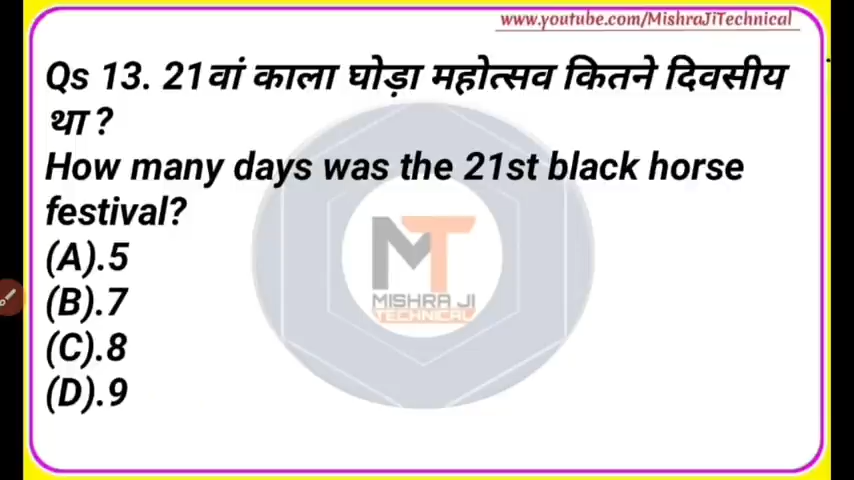 www.youtube.com/MishraJiTechnical
Qs 13. 21वां काला घोड़ा महोत्सव कितने दिवसीय
था ?
How many days was the 21st black horse
festival?
(A).5
(B).7
(C).8
(D).9
MT
MISHRA JI
TECHNICAL